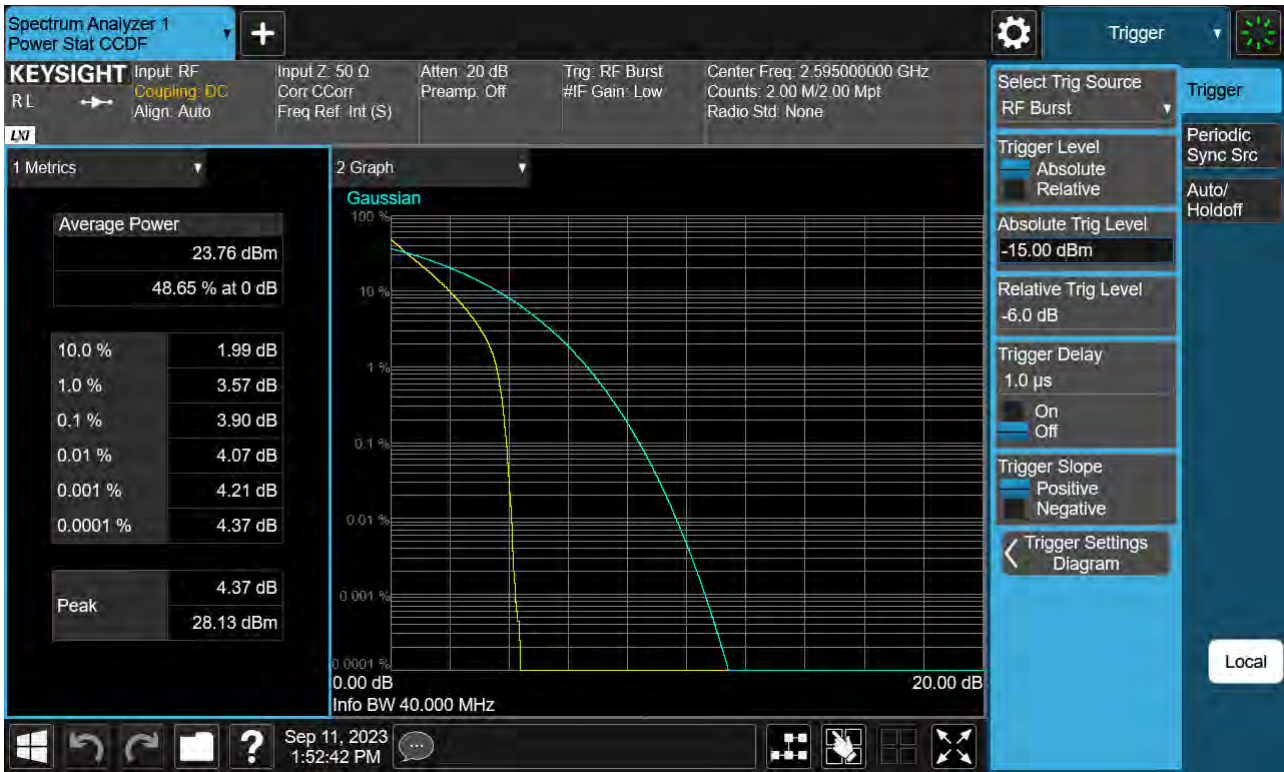 Spectrum Analyzer 1
Power Stat CCDF
+
Trigger
KEYSIGHT
RL
LXI
Input: RF
Coupling: DC
Align: Auto
Input Z: 50 Ω
Corr CCorr
Freq Ref: Int (S)
Atten: 20 dB
Preamp: Off
Trig: RF Burst
#IF Gain: Low
Center Freq: 2.595000000 GHz
Counts: 2.00 M/2.00 Mpt
Radio Std: None
1 Metrics
Average Power
23.76 dBm
48.65 % at 0 dB
10.0 % 1.99 dB
1.0 % 3.57 dB
0.1 % 3.90 dB
0.01 % 4.07 dB
0.001 % 4.21 dB
0.0001 % 4.37 dB
Peak
4.37 dB
28.13 dBm
2 Graph
Gaussian
100 %
10 %
1 %
0.1 %
0.01 %
0.001 %
0.0001 %
0.00 dB 20.00 dB
Info BW 40.000 MHz
Select Trig Source
RF Burst
Trigger Level
Absolute
Relative
Absolute Trig Level
-15.00 dBm
Relative Trig Level
-6.0 dB
Trigger Delay
1.0 µs
On
Off
Trigger Slope
Positive
Negative
Trigger Settings
Diagram
Trigger
Periodic
Sync Src
Auto/
Holdoff
Local
?
Sep 11, 2023
1:52:42 PM